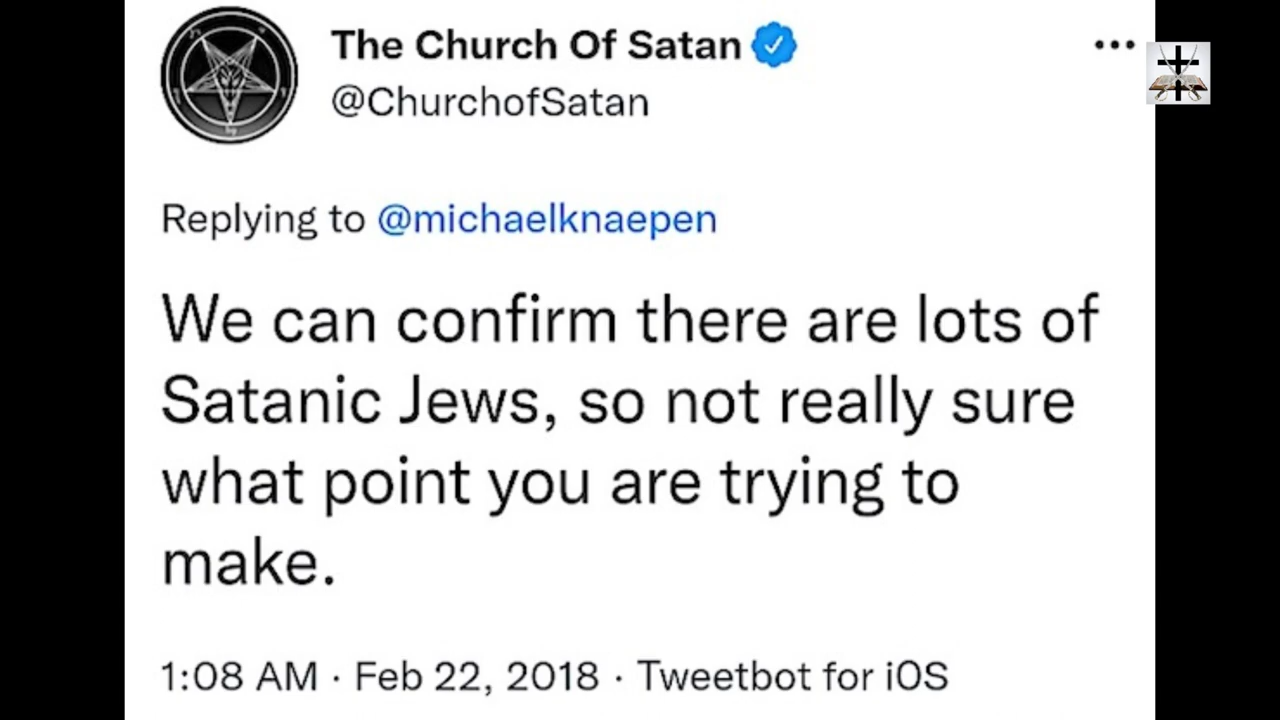 The Church Of Satan
@ChurchofSatan
Replying to @michaelknaepen
We can confirm there are lots of
Satanic Jews, so not really sure
what point you are trying to
make.
1:08 AM · Feb 22, 2018 · Tweetbot for iOS